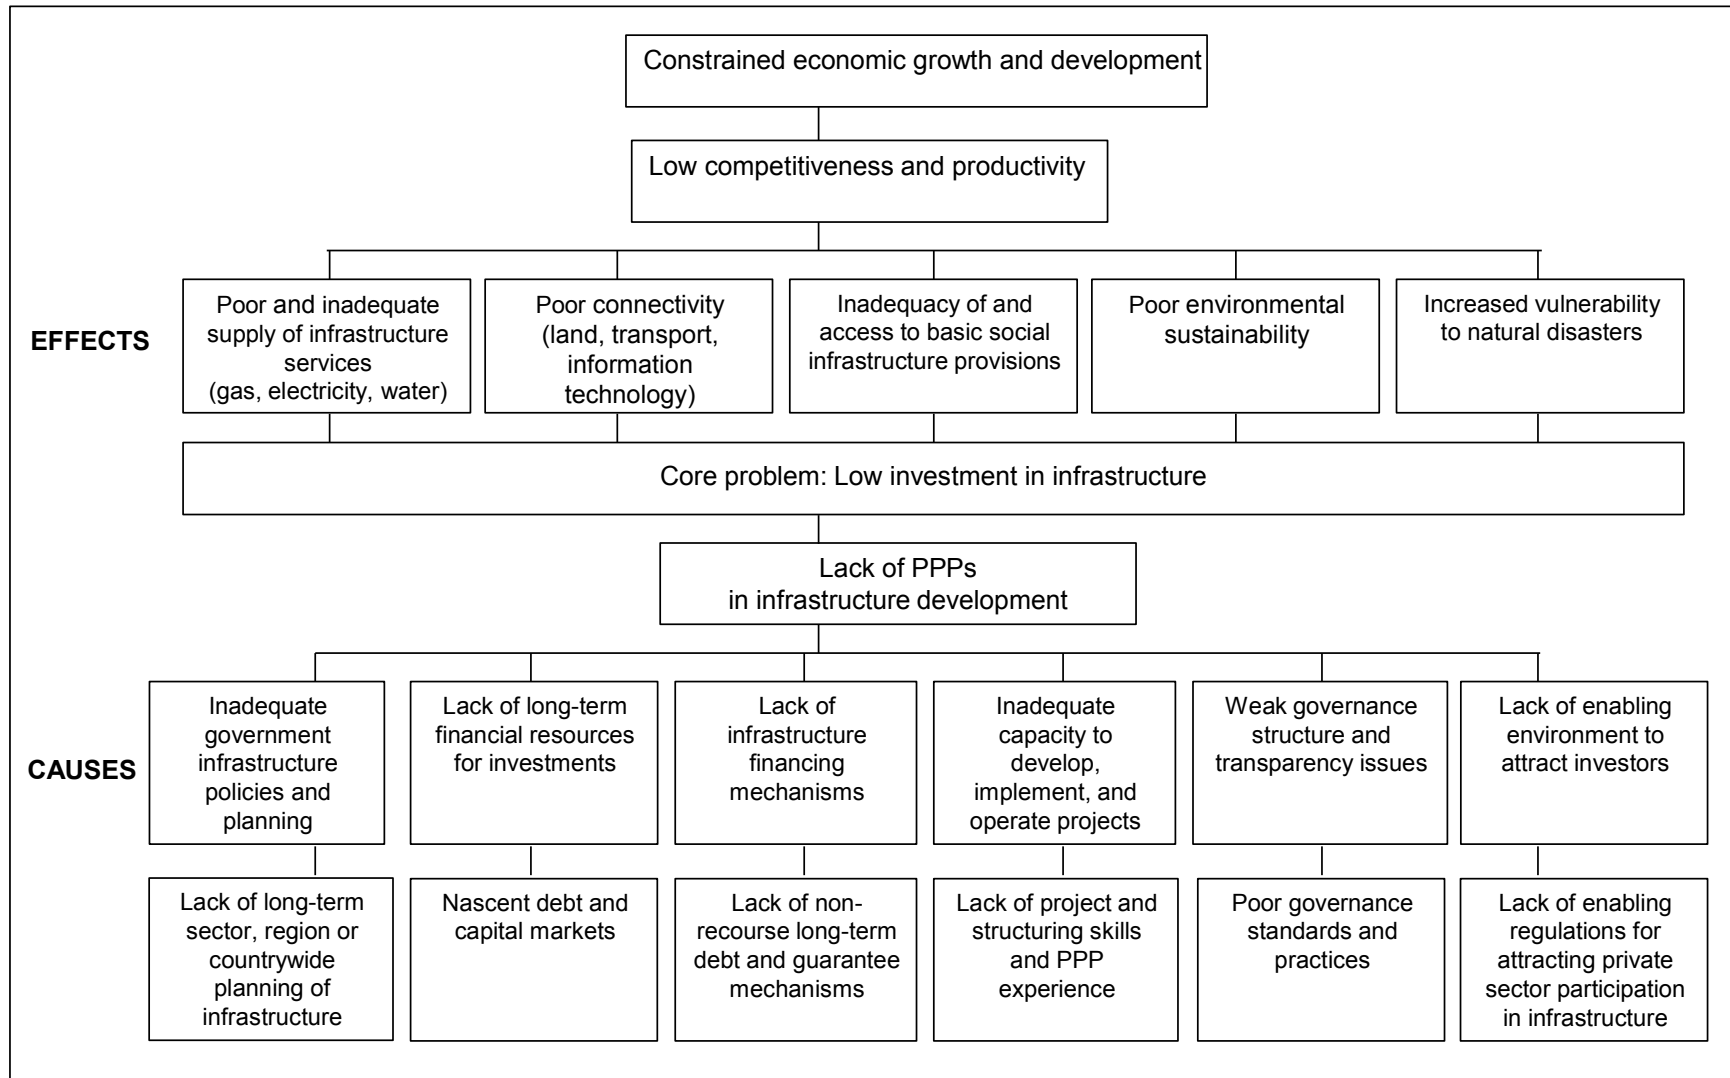 Constrained economic growth and development
Low competitiveness and productivity
EFFECTS
Poor and inadequate
supply of infrastructure
services
(gas, electricity, water)
Poor connectivity
(land, transport,
information
technology)
Inadequacy of and
access to basic social
infrastructure provisions
Poor environmental
sustainability
Increased vulnerability
to natural disasters
Core problem: Low investment in infrastructure
Lack of PPPs
in infrastructure development
CAUSES
Inadequate
government
infrastructure
policies and
planning
Lack of long-term
financial resources
for investments
Lack of
infrastructure
financing
mechanisms
Inadequate
capacity to
develop,
implement, and
operate projects
Weak governance
structure and
transparency issues
Lack of enabling
environment to
attract investors
Lack of long-term
sector, region or
countrywide
planning of
infrastructure
Nascent debt and
capital markets
Lack of non-
recourse long-term
debt and guarantee
mechanisms
Lack of project and
structuring skills
and PPP
experience
Poor governance
standards and
practices
Lack of enabling
regulations for
attracting private
sector participation
in infrastructure